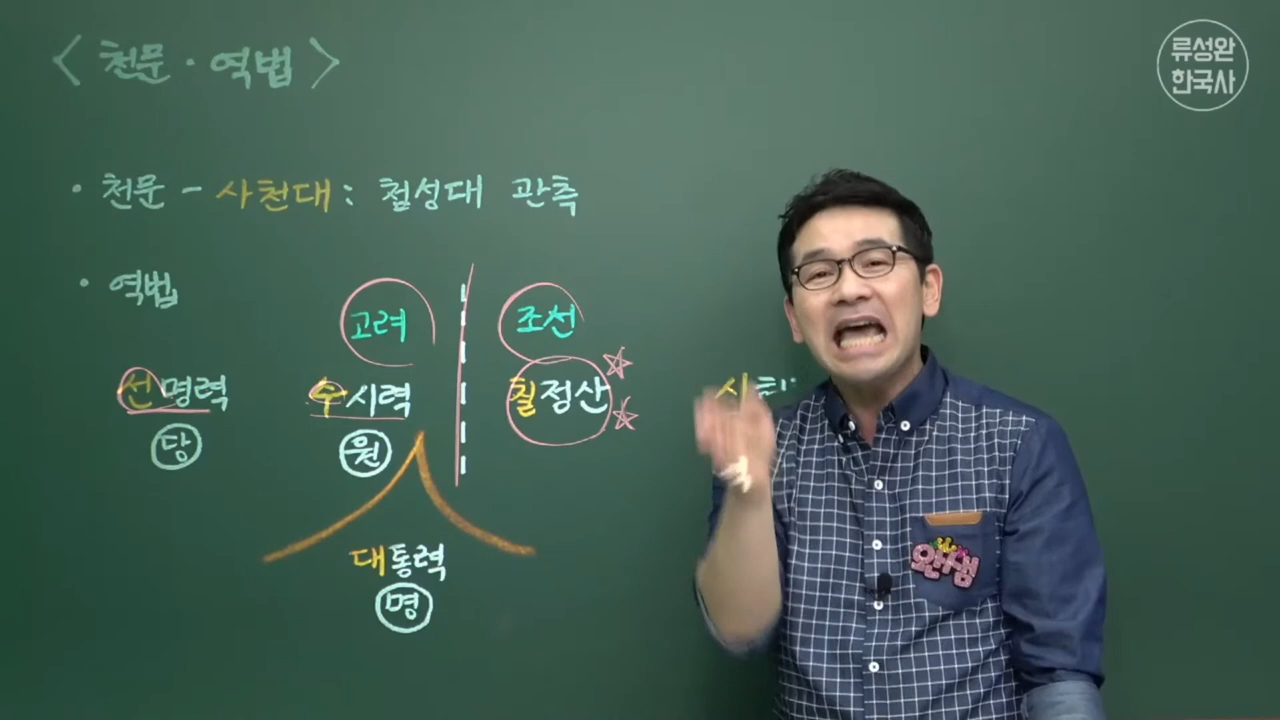 < 천문 · 역법 >
류성완
한국사
• 천문 - 사천대 : 첨성대 관측
• 역법
고려 조선
선명력 수시력 칠정산
당 원
대통력
명
완샘